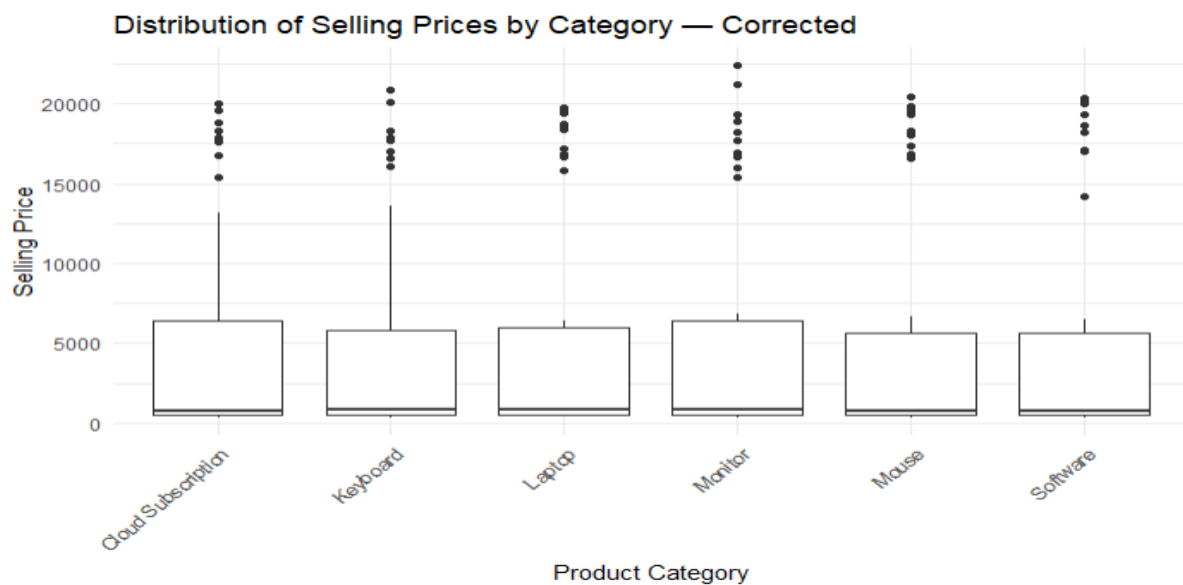 Distribution of Selling Prices by Category — Corrected
Selling Price
20000
15000
10000
5000
0
Cloud Subscription
Keyboard
Laptop
Monitor
Mouse
Software
Product Category